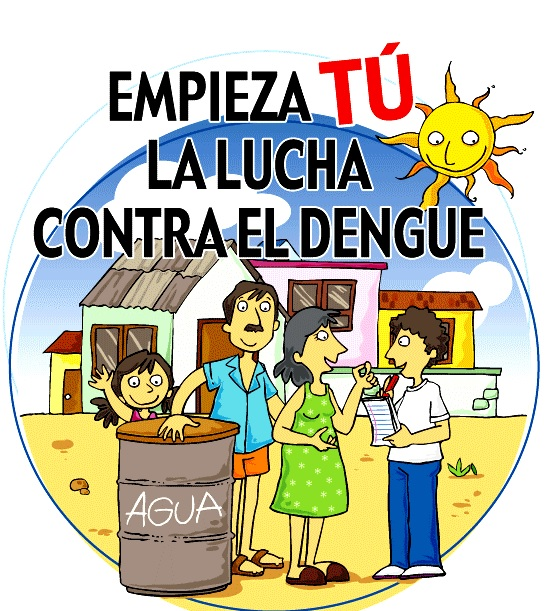 EMPIEZA TÚ
LA LUCHA
CONTRA EL DENGUE
AGUA